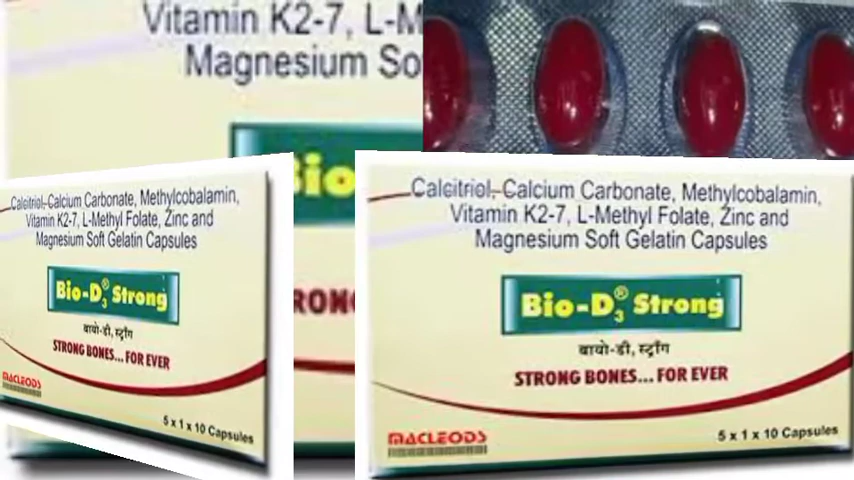 Vitamin K2-7, L-M
Magnesium So
Bio
RON
Calcitriol, Calcium Carbonate, Methylcobalamin,
Vitamin K2-7, L-Methyl Folate, Zinc and
Magnesium Soft Gelatin Capsules
Bio-D3® Strong
बायो-डी, स्ट्रॉंग
STRONG BONES... FOR EVER
MACLEODS
5 x 1 x 10 Capsules
Calcitriol, Calcium Carbonate, Methylcobalamin,
Vitamin K2-7, L-Methyl Folate, Zinc and
Magnesium Soft Gelatin Capsules
Bio-D3® Strong
बायो-डी, स्ट्रॉंग
STRONG BONES... FOR EVER
MACLEODS
5 x 1 x 10 Capsules